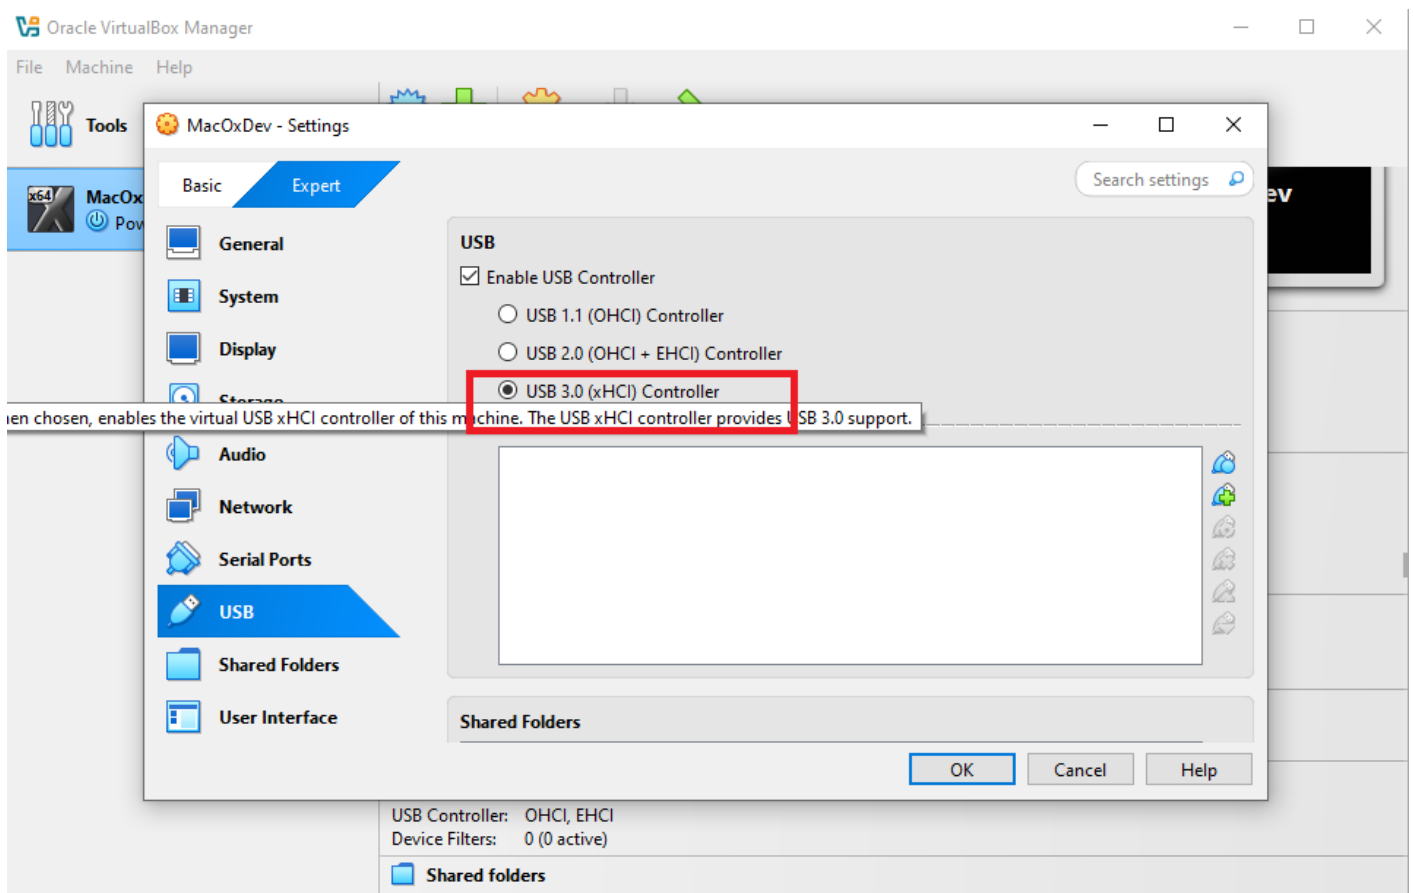 Oracle VirtualBox Manager
File Machine Help
Tools
MacOxDev - Settings
Basic Expert
Search settings
x64
MacOx
Pow
ev
General
System
Display
Storage
Audio
Network
Serial Ports
USB
Shared Folders
User Interface
USB
Enable USB Controller
USB 1.1 (OHCI) Controller
USB 2.0 (OHCI + EHCI) Controller
USB 3.0 (xHCI) Controller
en chosen, enables the virtual USB xHCI controller of this machine. The USB xHCI controller provides USB 3.0 support.
Shared Folders
OK Cancel Help
USB Controller: OHCI, EHCI
Device Filters: 0 (0 active)
Shared folders